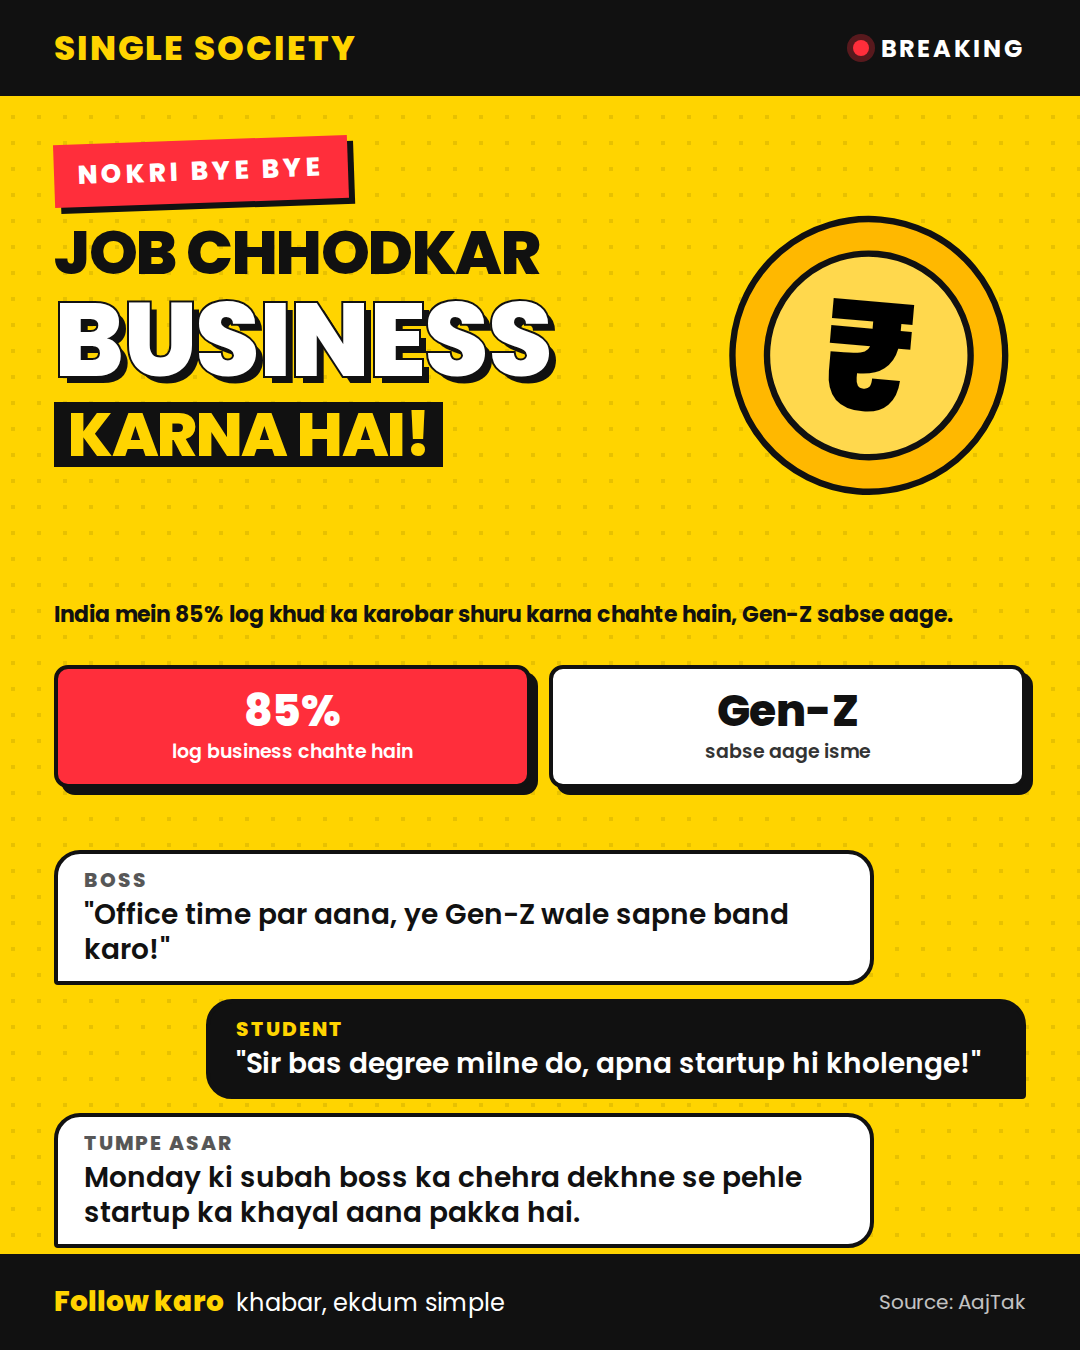 SINGLE SOCIETY
BREAKING
NOKRI BYE BYE
JOB CHHODKAR
BUSINESS
KARNA HAI!
₹
India mein 85% log khud ka karobar shuru karna chahte hain, Gen-Z sabse aage.
85%
log business chahte hain
Gen-Z
sabse aage isme
BOSS
"Office time par aana, ye Gen-Z wale sapne band
karo!"
STUDENT
"Sir bas degree milne do, apna startup hi kholenge!"
TUMPE ASAR
Monday ki subah boss ka chehra dekhne se pehle
startup ka khayal aana pakka hai.
Follow karo khabar, ekdum simple
Source: AajTak